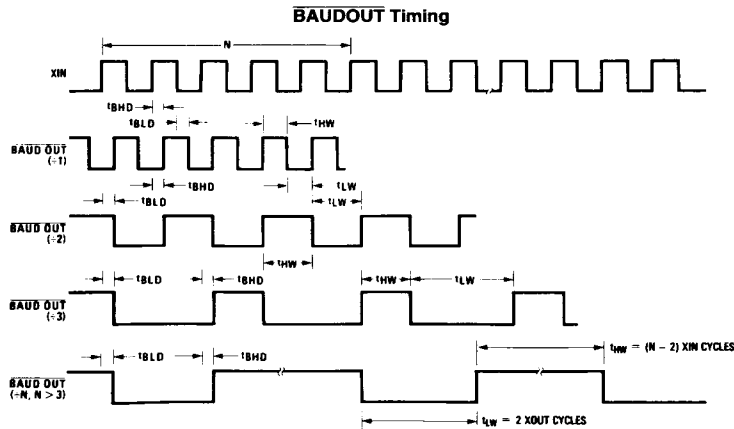 BAUDOUT Timing
N
XIN
tBHD
tBLD
tHW
BAUD OUT
(÷1)
tBHD
tLW
tBLD
tLW
BAUD OUT
(÷2)
tHW
tBLD
tBHD
tHW
tLW
BAUD OUT
(÷3)
tHW = (N − 2) XIN CYCLES
tBLD
tBHD
BAUD OUT
(÷N, N > 3)
tLW = 2 XOUT CYCLES